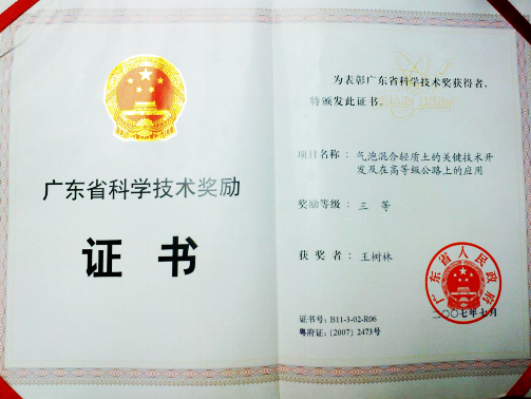 广东省科学技术奖励
证书
为表彰广东省科学技术奖获得者，
特颁发此证书。
项目名称：气泡混合轻质土的关键技术开
发及在高等级公路上的应用
奖励等级：三 等
获 奖 者：王树林
广东省人民政府
二〇〇七年七月
证书号：B11-3-02-R06
粤府证：[2007] 2473号